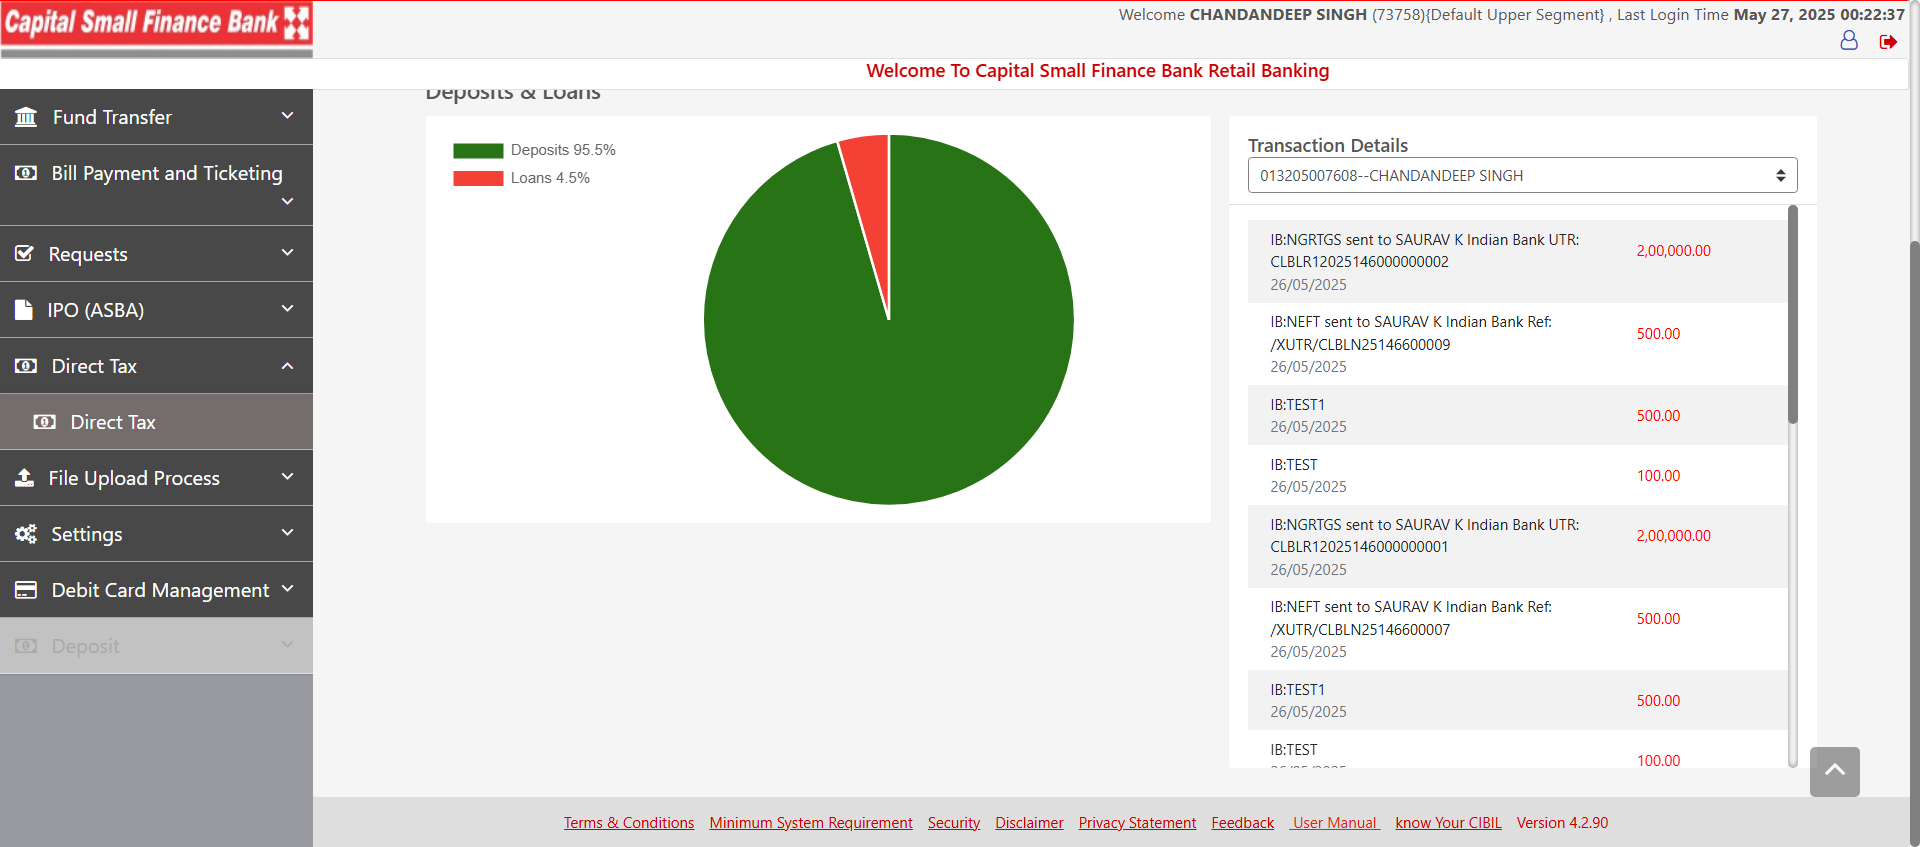 Capital Small Finance Bank
Welcome CHANDANDEEP SINGH (73758){Default Upper Segment} , Last Login Time May 27, 2025 00:22:37
Welcome To Capital Small Finance Bank Retail Banking
Fund Transfer
Bill Payment and Ticketing
Requests
IPO (ASBA)
Direct Tax
Direct Tax
File Upload Process
Settings
Debit Card Management
Deposit
Deposits & Loans
Deposits 95.5%
Loans 4.5%
Transaction Details
013205007608--CHANDANDEEP SINGH
IB:NGRTGS sent to SAURAV K Indian Bank UTR:
CLBLR12025146000000002
26/05/2025
2,00,000.00
IB:NEFT sent to SAURAV K Indian Bank Ref:
/XUTR/CLBLN25146600009
26/05/2025
500.00
IB:TEST1
26/05/2025
500.00
IB:TEST
26/05/2025
100.00
IB:NGRTGS sent to SAURAV K Indian Bank UTR:
CLBLR12025146000000001
26/05/2025
2,00,000.00
IB:NEFT sent to SAURAV K Indian Bank Ref:
/XUTR/CLBLN25146600007
26/05/2025
500.00
IB:TEST1
26/05/2025
500.00
IB:TEST
100.00
Terms & Conditions Minimum System Requirement Security Disclaimer Privacy Statement Feedback User Manual know Your CIBIL Version 4.2.90